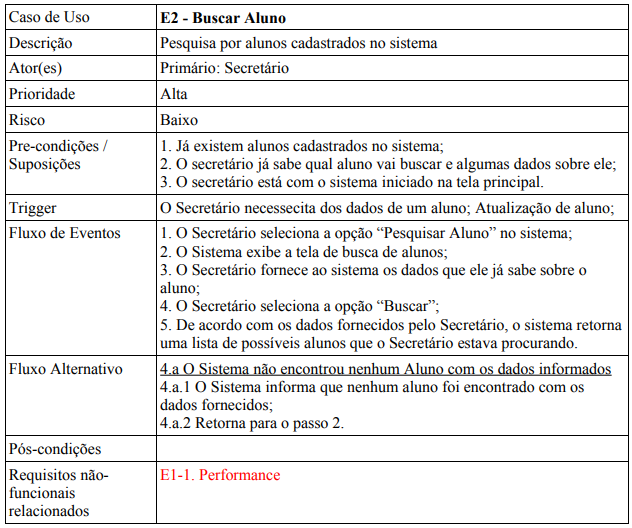 Caso de Uso E2 - Buscar Aluno
Descrição Pesquisa por alunos cadastrados no sistema
Ator(es) Primário: Secretário
Prioridade Alta
Risco Baixo
Pre-condições / 1. Já existem alunos cadastrados no sistema;
Suposições 2. O secretário já sabe qual aluno vai buscar e algumas dados sobre ele;
3. O secretário está com o sistema iniciado na tela principal.
Trigger O Secretário necessecita dos dados de um aluno; Atualização de aluno;
Fluxo de Eventos 1. O Secretário seleciona a opção “Pesquisar Aluno” no sistema;
2. O Sistema exibe a tela de busca de alunos;
3. O Secretário fornece ao sistema os dados que ele já sabe sobre o
aluno;
4. O Secretário seleciona a opção “Buscar”;
5. De acordo com os dados fornecidos pelo Secretário, o sistema retorna
uma lista de possíveis alunos que o Secretário estava procurando.
Fluxo Alternativo 4.a O Sistema não encontrou nenhum Aluno com os dados informados
4.a.1 O Sistema informa que nenhum aluno foi encontrado com os
dados fornecidos;
4.a.2 Retorna para o passo 2.
Pós-condições
Requisitos não- E1-1. Performance
funcionais
relacionados